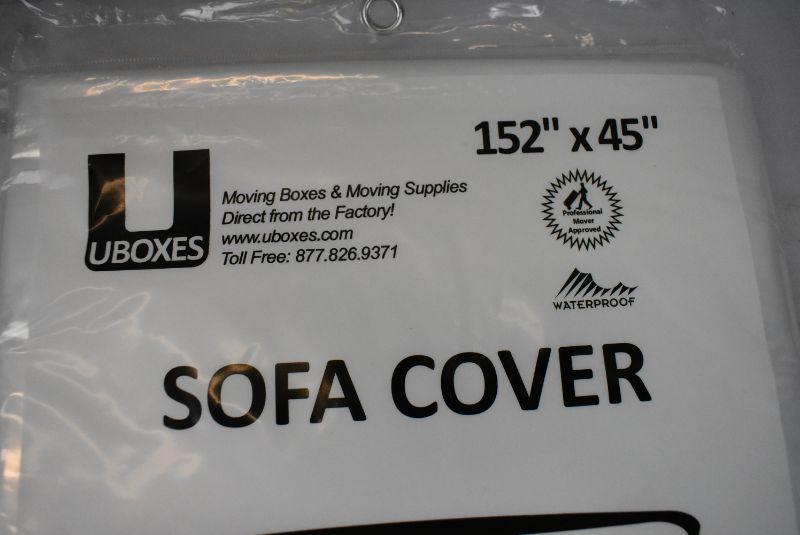 152" x 45"
UBOXES
Moving Boxes & Moving Supplies
Direct from the Factory!
www.uboxes.com
Toll Free: 877.826.9371
Professional
Mover
Approved
WATERPROOF
SOFA COVER